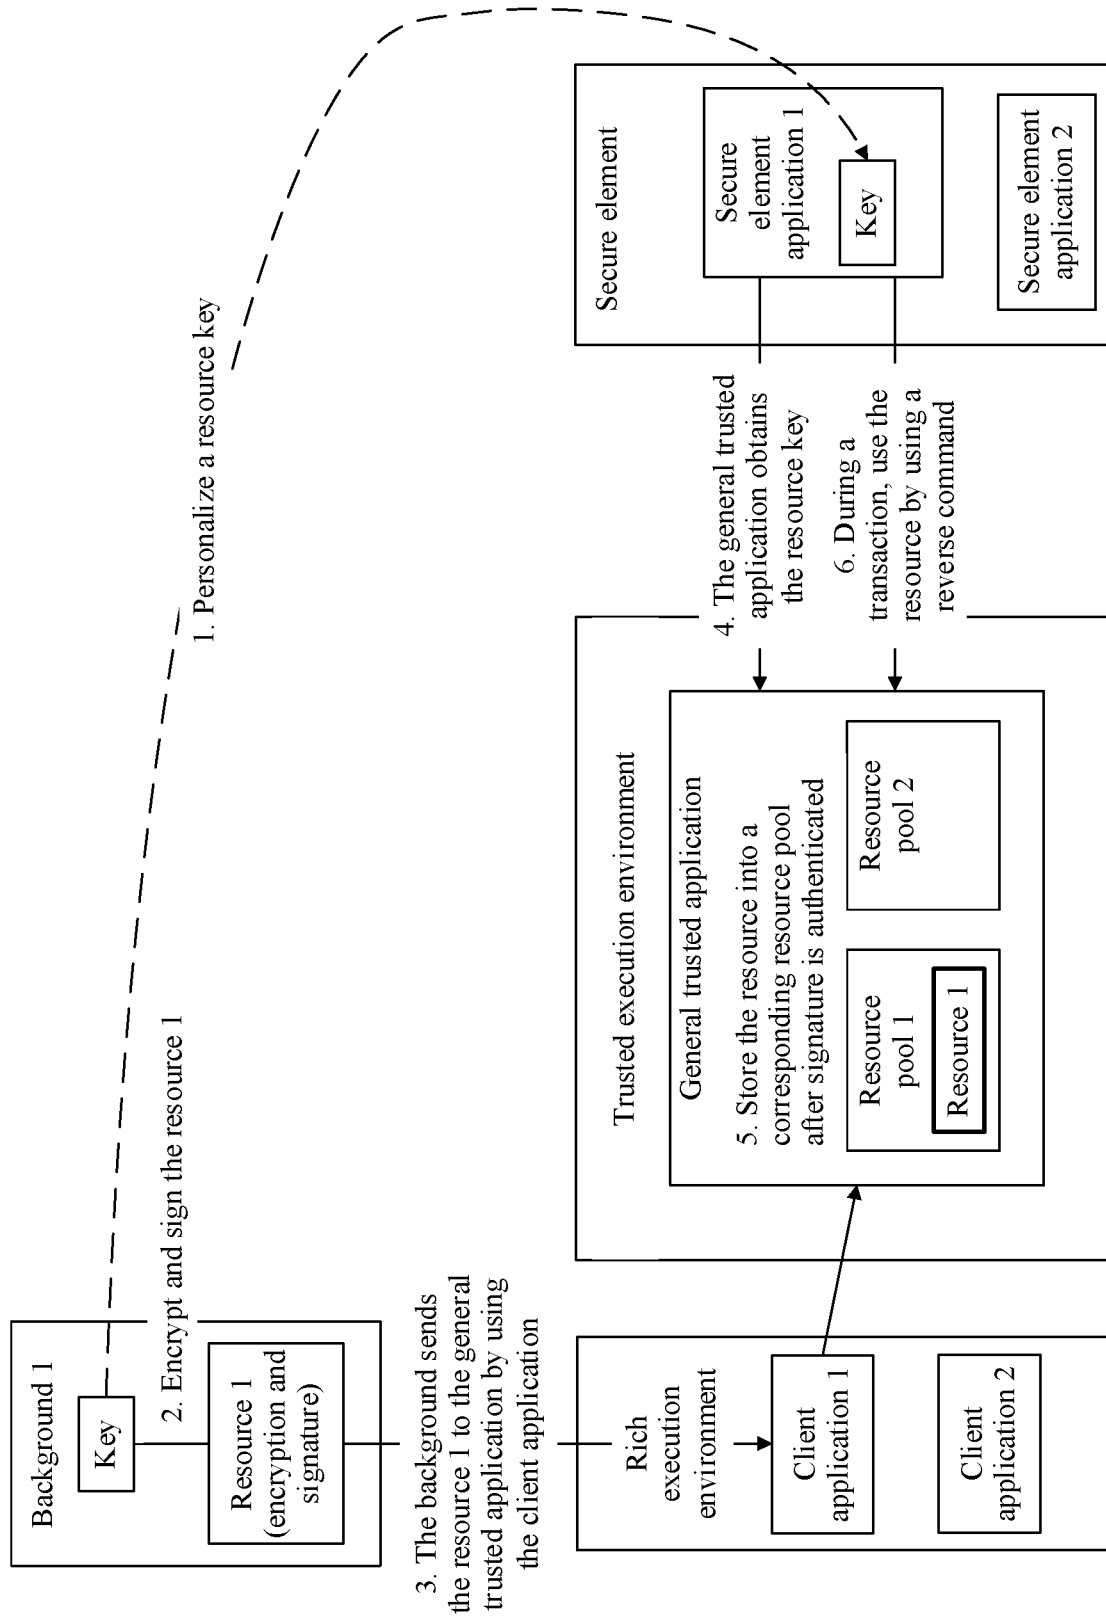 Background 1
Key
2. Encrypt and sign the resource 1
Resource 1
(encryption and
signature)
1. Personalize a resource key
3. The background sends
the resource 1 to the general
trusted application by using
the client application
Rich
execution
environment
Client
application 1
Client
application 2
Trusted execution environment
General trusted application
5. Store the resource into a
corresponding resource pool
after signature is authenticated
Resource
pool 1
Resource 1
Resource
pool 2
4. The general trusted
application obtains
the resource key
6. During a
transaction, use the
resource by using a
reverse command
Secure element
Secure
element
application 1
Key
Secure element
application 2